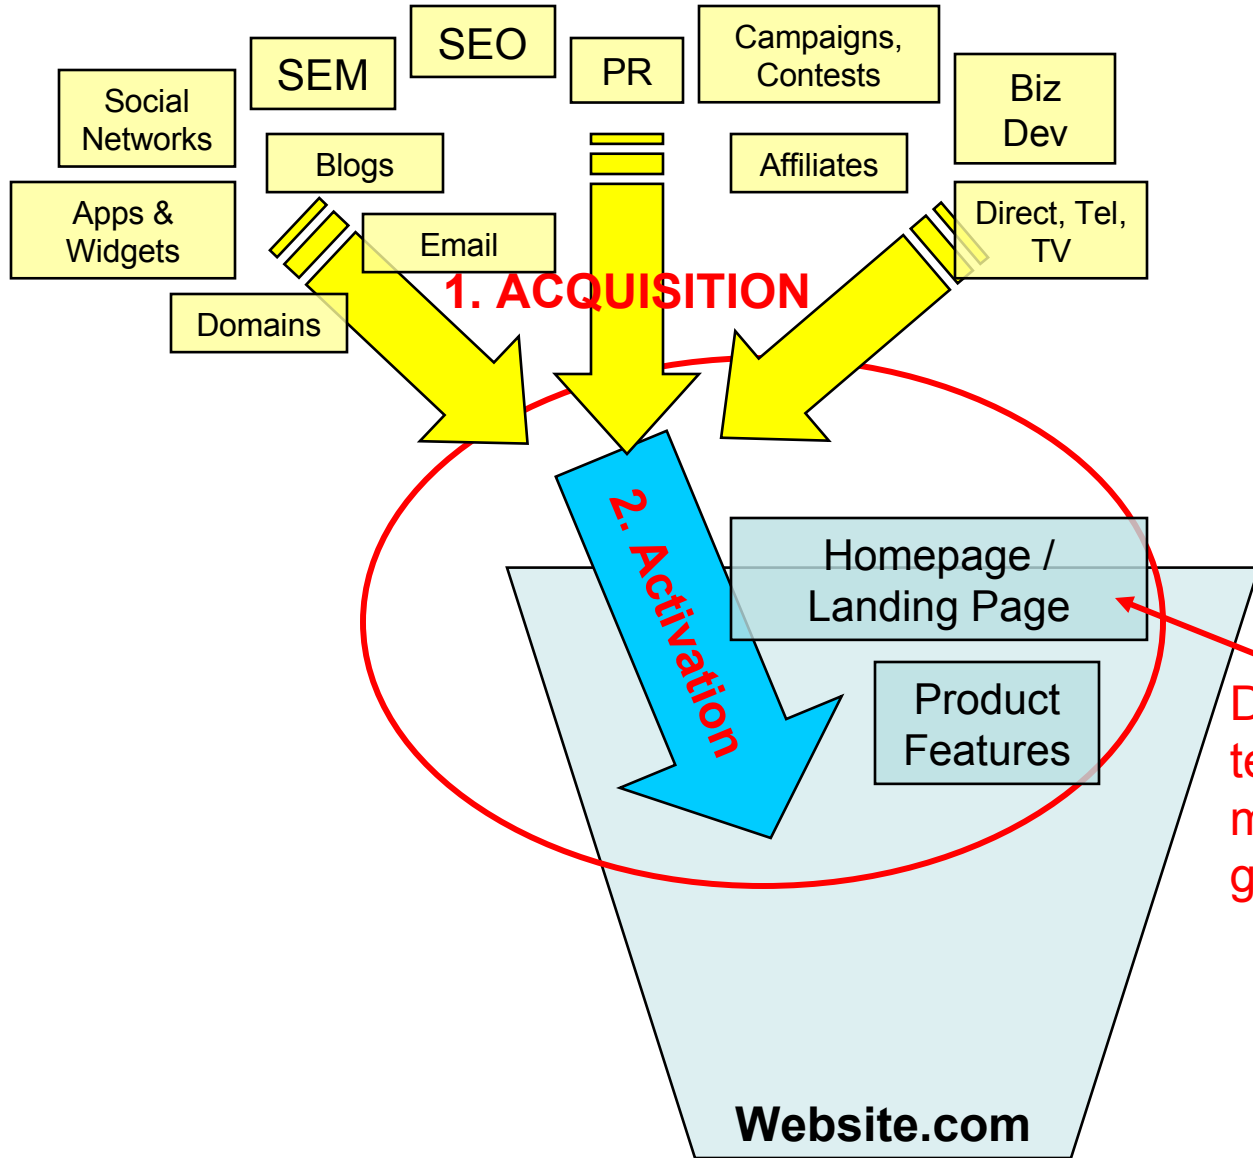 SEO
SEM
PR
Campaigns,
Contests
Biz
Dev
Social
Networks
Blogs
Affiliates
Apps &
Widgets
Email
Direct, Tel,
TV
Domains
1. ACQUISITION
2. Activation
Homepage /
Landing Page
Product
Features
Website.com